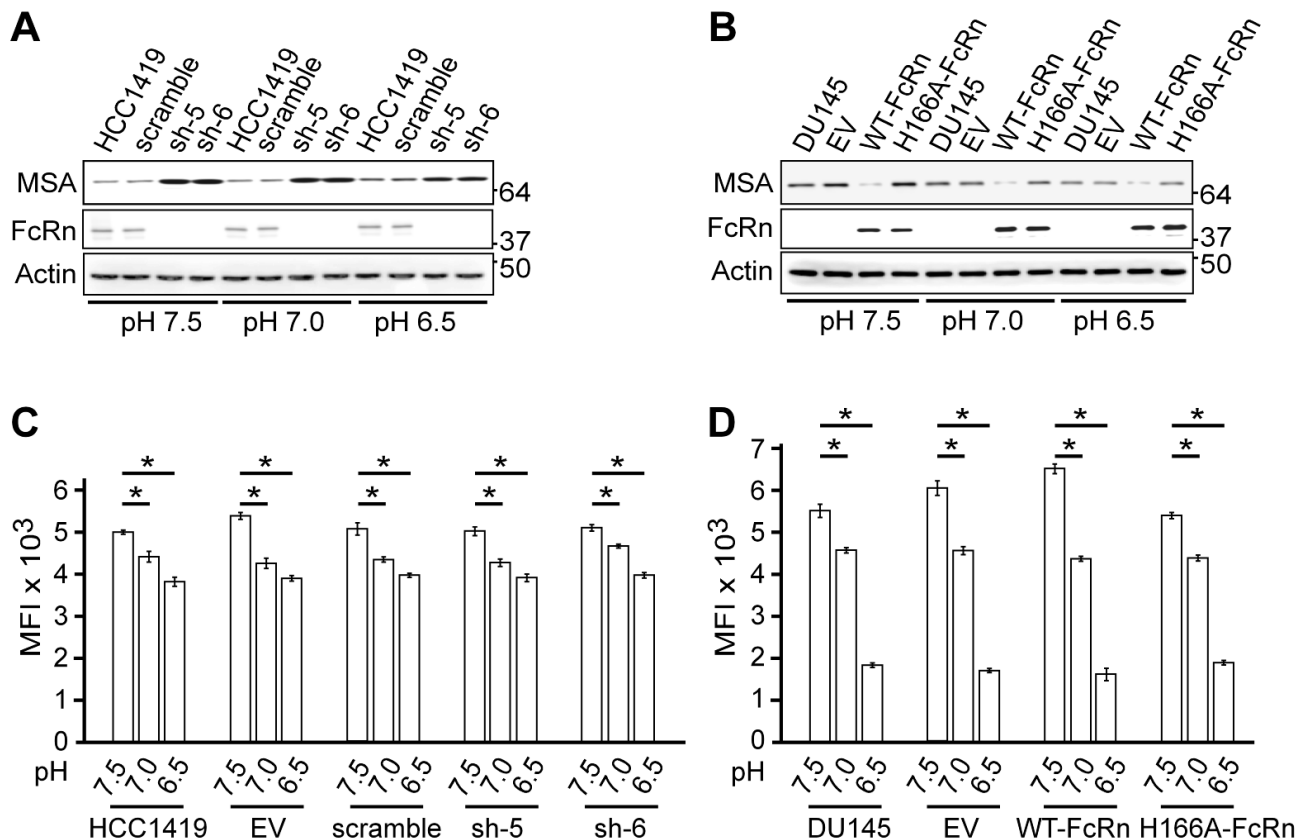 A
HCC1419 scramble sh-5 sh-6 HCC1419 scramble sh-5 sh-6 HCC1419 scramble sh-5 sh-6
MSA 64
FcRn 37
Actin 50
pH 7.5 pH 7.0 pH 6.5
B
DU145 EV WT-FcRn H166A-FcRn DU145 EV WT-FcRn H166A-FcRn DU145 EV WT-FcRn H166A-FcRn
MSA 64
FcRn 37
Actin 50
pH 7.5 pH 7.0 pH 6.5
C
MFI x 10³
6
5
4
3
2
1
0
* * * * *
* * * * *
pH 7.5 7.0 6.5 7.5 7.0 6.5 7.5 7.0 6.5 7.5 7.0 6.5 7.5 7.0 6.5
HCC1419 EV scramble sh-5 sh-6
D
MFI x 10³
7
6
5
4
3
2
1
0
* * * *
* * * *
pH 7.5 7.0 6.5 7.5 7.0 6.5 7.5 7.0 6.5 7.5 7.0 6.5
DU145 EV WT-FcRn H166A-FcRn